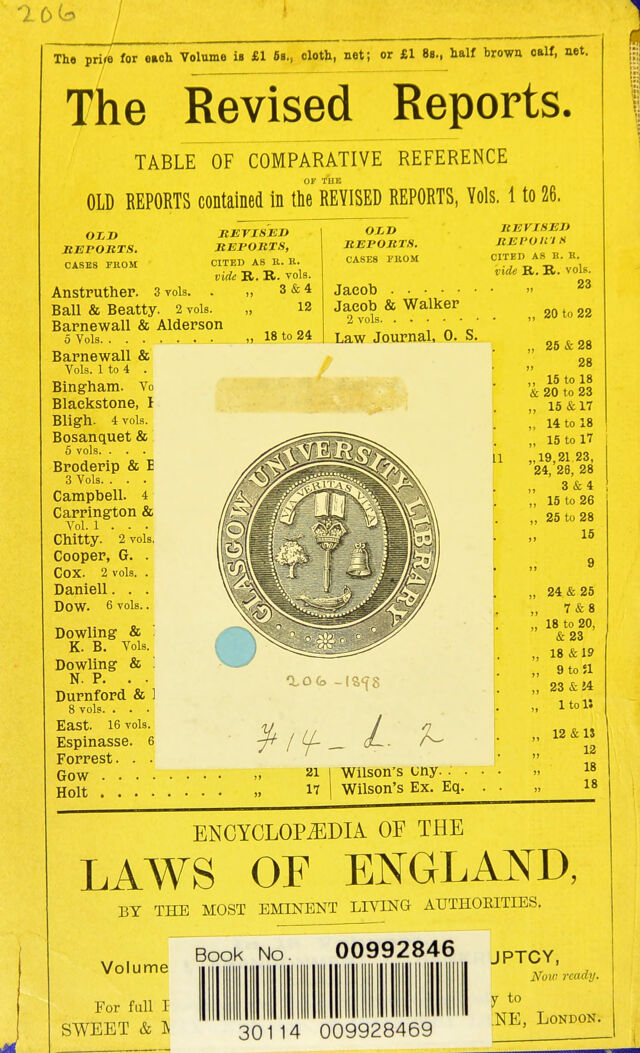 206
The price for each Volume is £1 5s., cloth, net; or £1 8s., half brown calf, net.
The Revised Reports.
TABLE OF COMPARATIVE REFERENCE
OF THE
OLD REPORTS contained in the REVISED REPORTS, Vols. 1 to 26.
OLD REPORTS.
CASES FROM
REVISED REPORTS,
CITED AS R. R.
vide R. R. vols.
Anstruther. 3 vols. . „ 3 & 4
Ball & Beatty. 2 vols. „ 12
Barnewall & Alderson
5 Vols. . . . . . . . „ 18 to 24
Barnewall &
Vols. 1 to 4 .
Bingham.
Blackstone,
Bligh. 4 vols.
Bosanquet &
5 vols. . . .
Broderip &
3 Vols. . . .
Campbell. 4
Carrington &
Vol. 1 . . .
Chitty. 2 vols.
Cooper, G. .
Cox. 2 vols. .
Daniell . . .
Dow. 6 vols. .
Dowling &
K. B. Vols.
Dowling &
N. P. . .
Durnford &
8 vols. . . .
East. 16 vols.
Espinasse. 6
Forrest . . .
Gow . . . . . . . . „ 21
Holt . . . . . . . . „ 17
OLD REPORTS.
CASES FROM
REVISED REPORTS
CITED AS R. R.
vide R. R. vols.
Jacob . . . . . . „ 23
Jacob & Walker
2 vols. . . . . . . . „ 20 to 22
Law Journal, O. S.
„ 25 & 28
„ 28
„ 15 to 18
& 20 to 23
„ 15 & 17
„ 14 to 18
„ 15 to 17
11 „ 19, 21, 23,
24, 26, 28
„ 3 & 4
„ 15 to 26
„ 25 to 28
„ 15
„ 9
„ 24 & 25
„ 7 & 8
„ 18 to 20,
& 23
„ 18 & 19
„ 9 to 11
„ 23 & 24
„ 1 to 13
„ 12 & 13
„ 12
Wilson's Chy. . . . . „ 18
Wilson's Ex. Eq. . . „ 18
GLASGOW UNIVERSITY LIBRARY
VIA VERITAS VITA
206-1898
F14-d.2
ENCYCLOPÆDIA OF THE
LAWS OF ENGLAND,
BY THE MOST EMINENT LIVING AUTHORITIES.
Volume
UPTCY,
Now ready.
For full
y to
SWEET &
NE, LONDON.
Book No. 00992846
30114 009928469